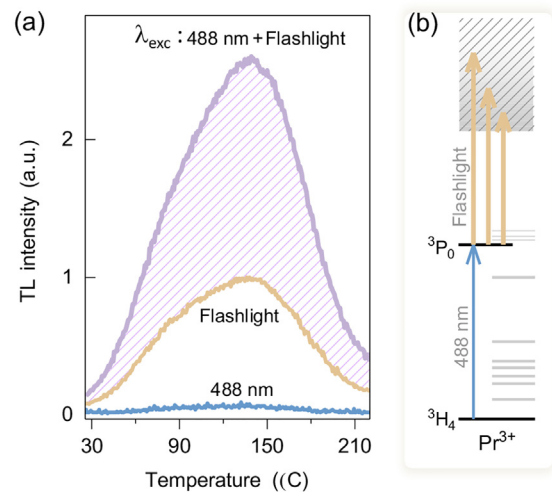 (a)
λexc : 488 nm + Flashlight
TL intensity (a.u.)
2
1
0
Flashlight
488 nm
30 90 150 210
Temperature ((C)
(b)
Flashlight
³P₀
488 nm
³H₄
Pr³⁺